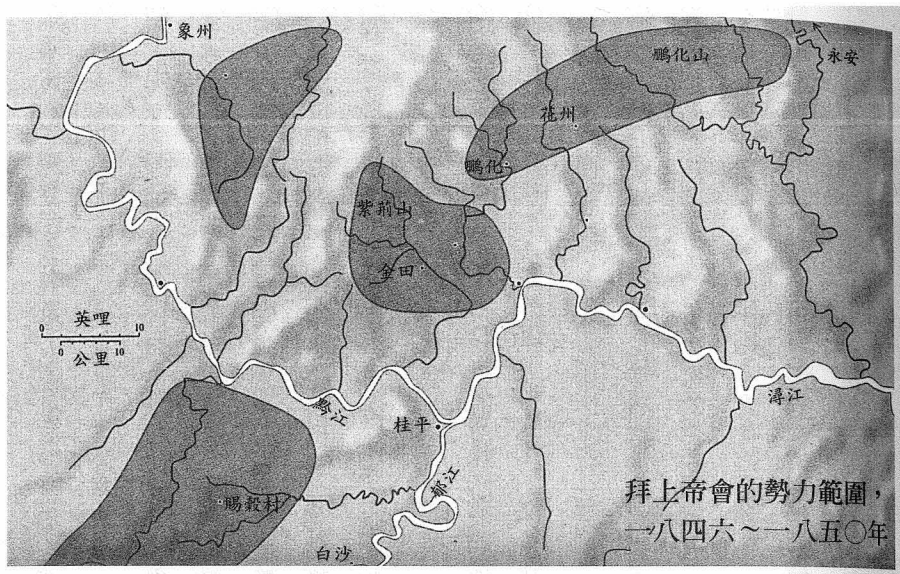 象州
鵬化山
永安
花州
鵬化
紫荊山
金田
0 英哩 10
0 公里 10
黔江
桂平
潯江
郁江
賜穀村
白沙
拜上帝會的勢力範圍，
一八四六～一八五〇年